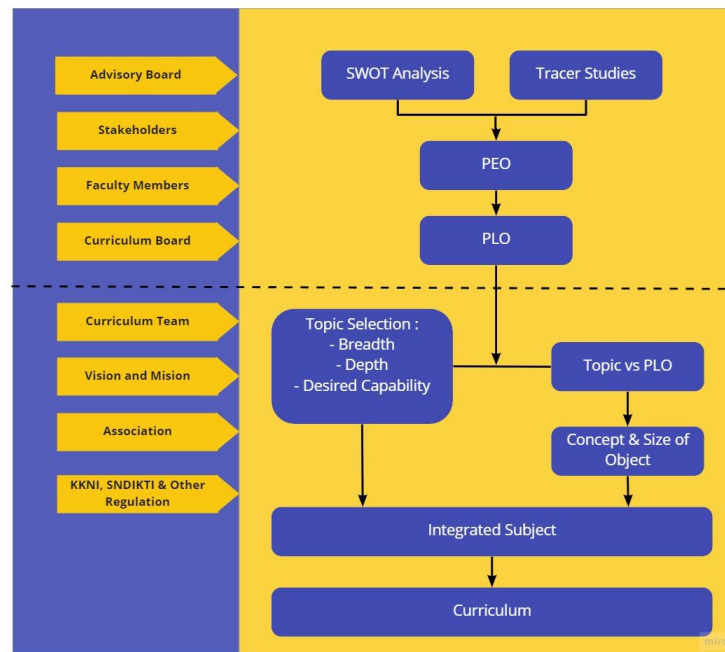 Advisory Board
Stakeholders
Faculty Members
Curriculum Board
Curriculum Team
Vision and Mision
Association
KKNI, SNDIKTI & Other
Regulation
SWOT Analysis
Tracer Studies
PEO
PLO
Topic Selection :
- Breadth
- Depth
- Desired Capability
Topic vs PLO
Concept & Size of
Object
Integrated Subject
Curriculum